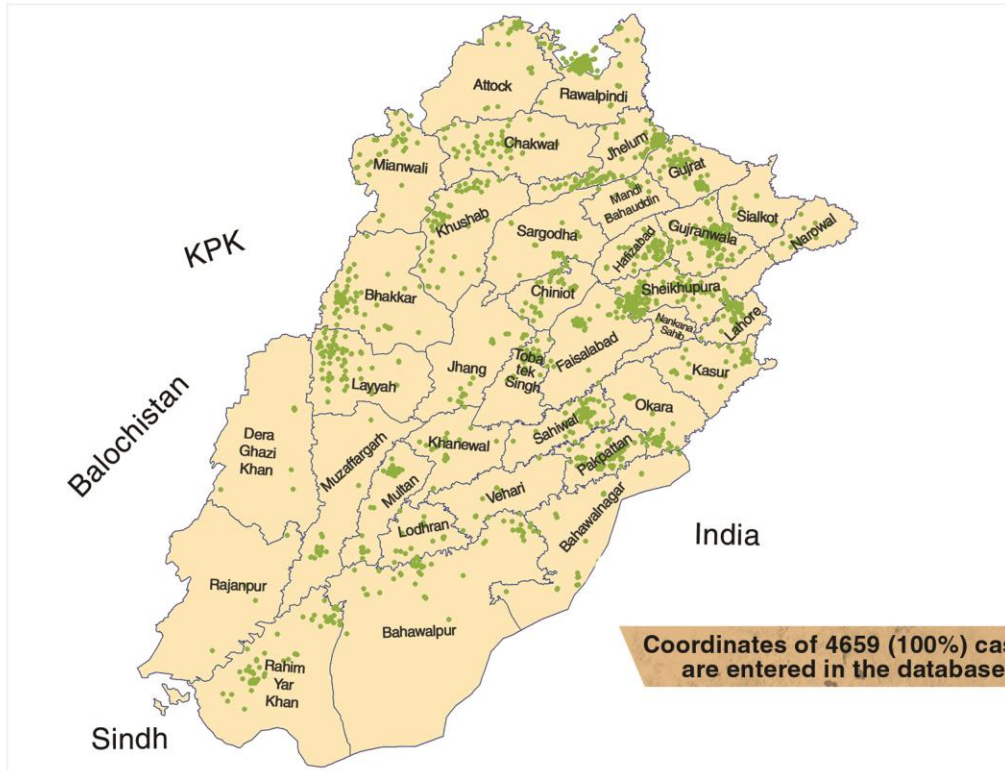 Attock
Rawalpindi
Chakwal
Jhelum
Mianwali
Gujrat
Mandi
Bahauddin
Khushab
Sialkot
Sargodha
Gujranwala
Narowal
Hafizabad
KPK
Chiniot
Sheikhupura
Bhakkar
Lahore
Nankana
Sahib
Faisalabad
Jhang
Toba
tek
Singh
Kasur
Layyah
Okara
Balochistan
Sahiwal
Dera
Ghazi
Khan
Muzaffargarh
Khanewal
Pakpattan
Multan
Vehari
Bahawalnagar
Lodhran
India
Rajanpur
Bahawalpur
Coordinates of 4659 (100%)
are entered in the database
Rahim
Yar
Khan
Sindh